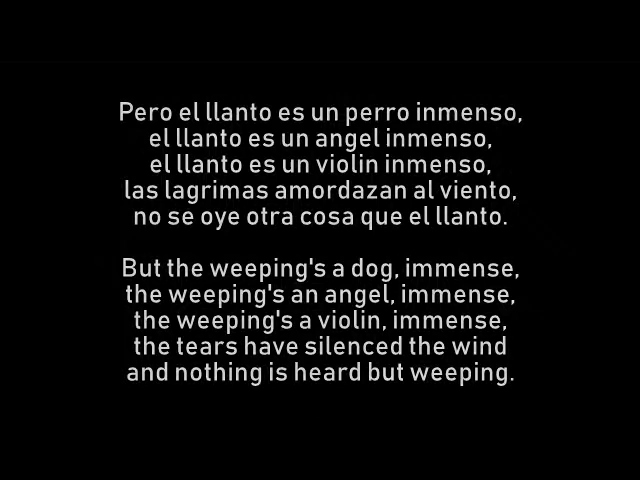 Pero el llanto es un perro inmenso,
el llanto es un angel inmenso,
el llanto es un violin inmenso,
las lagrimas amordazan al viento,
no se oye otra cosa que el llanto.
But the weeping's a dog, immense,
the weeping's an angel, immense,
the weeping's a violin, immense,
the tears have silenced the wind
and nothing is heard but weeping.